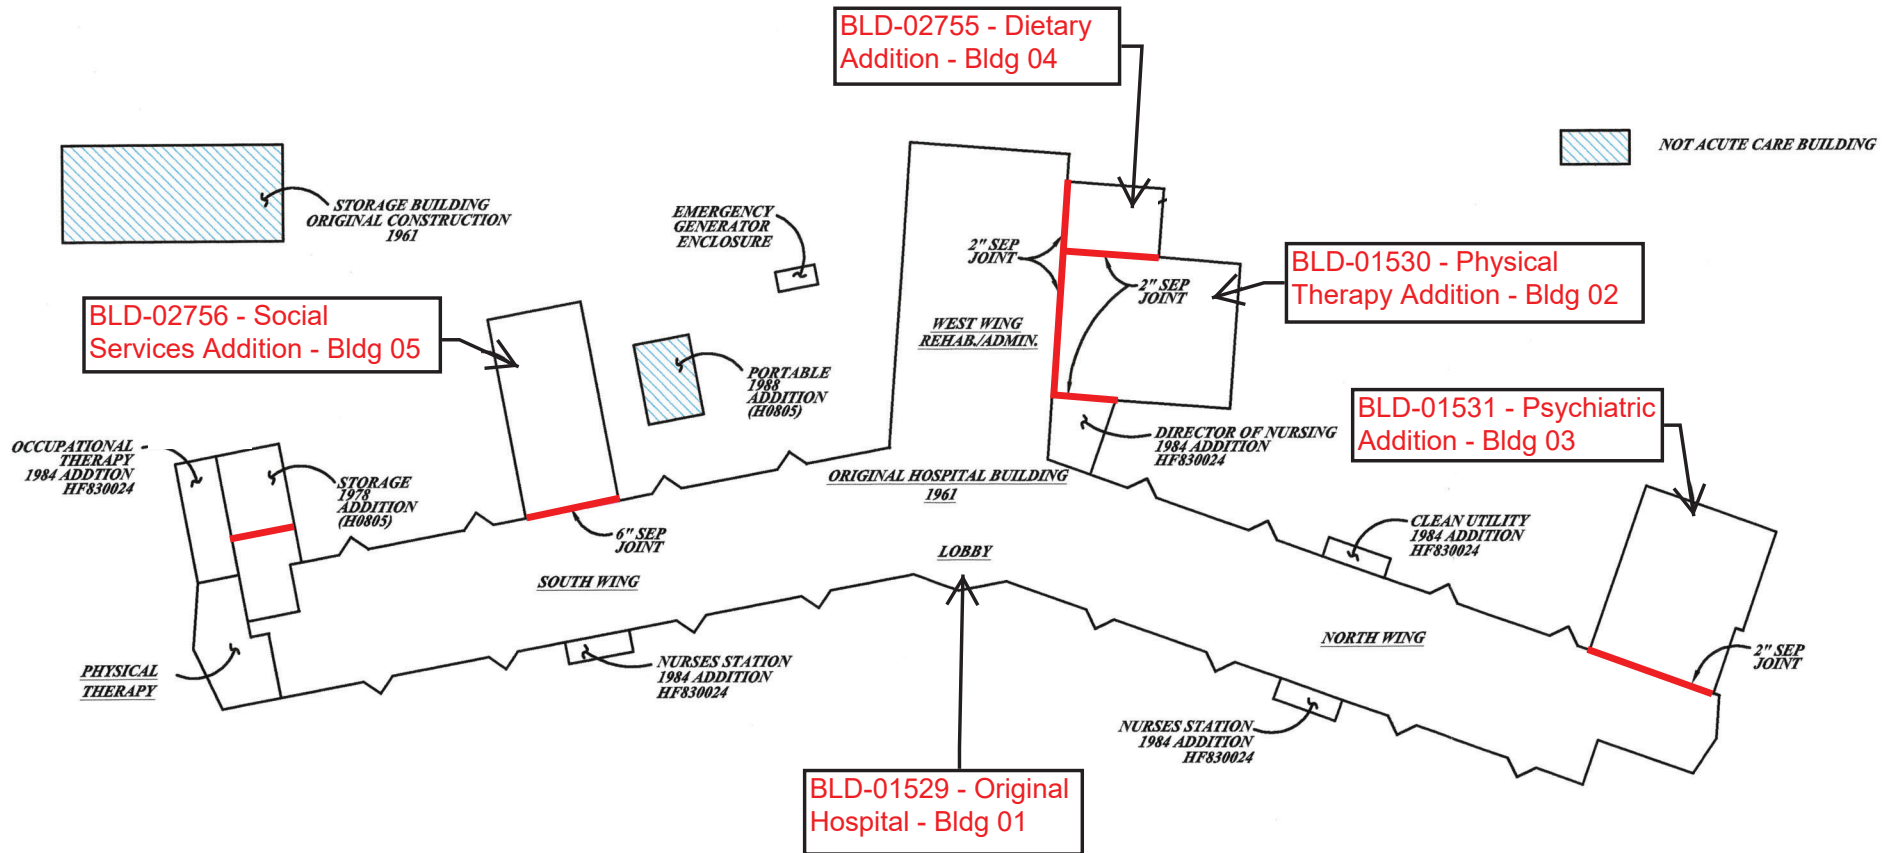 BLD-02755 - Dietary
Addition - Bldg 04
NOT ACUTE CARE BUILDING
STORAGE BUILDING
ORIGINAL CONSTRUCTION
1961
EMERGENCY
GENERATOR
ENCLOSURE
2" SEP
JOINT
2" SEP
JOINT
BLD-01530 - Physical
Therapy Addition - Bldg 02
BLD-02756 - Social
Services Addition - Bldg 05
WEST WING
REHAB./ADMIN.
PORTABLE
1988
ADDITION
(H0805)
BLD-01531 - Psychiatric
Addition - Bldg 03
OCCUPATIONAL
THERAPY
1984 ADDTION
HF830024
STORAGE
1978
ADDITION
(H0805)
DIRECTOR OF NURSING
1984 ADDITION
HF830024
ORIGINAL HOSPITAL BUILDING
1961
6" SEP
JOINT
CLEAN UTILITY
1984 ADDITION
HF830024
LOBBY
SOUTH WING
NORTH WING
2" SEP
JOINT
PHYSICAL
THERAPY
NURSES STATION
1984 ADDITION
HF830024
NURSES STATION
1984 ADDITION
HF830024
BLD-01529 - Original
Hospital - Bldg 01